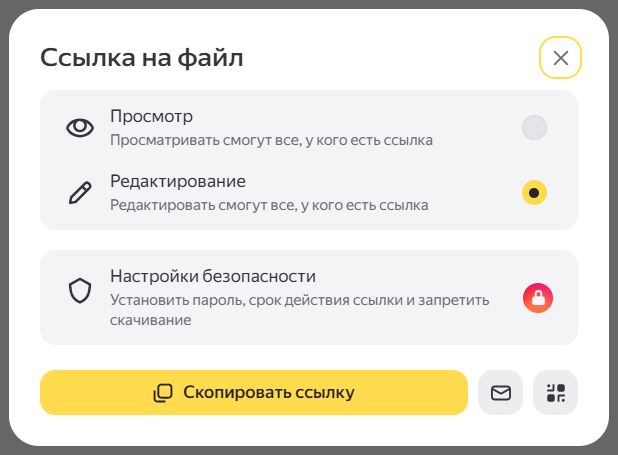 Ссылка на файл
Просмотр
Просматривать смогут все, у кого есть ссылка
Редактирование
Редактировать смогут все, у кого есть ссылка
Настройки безопасности
Установить пароль, срок действия ссылки и запретить
скачивание
Скопировать ссылку